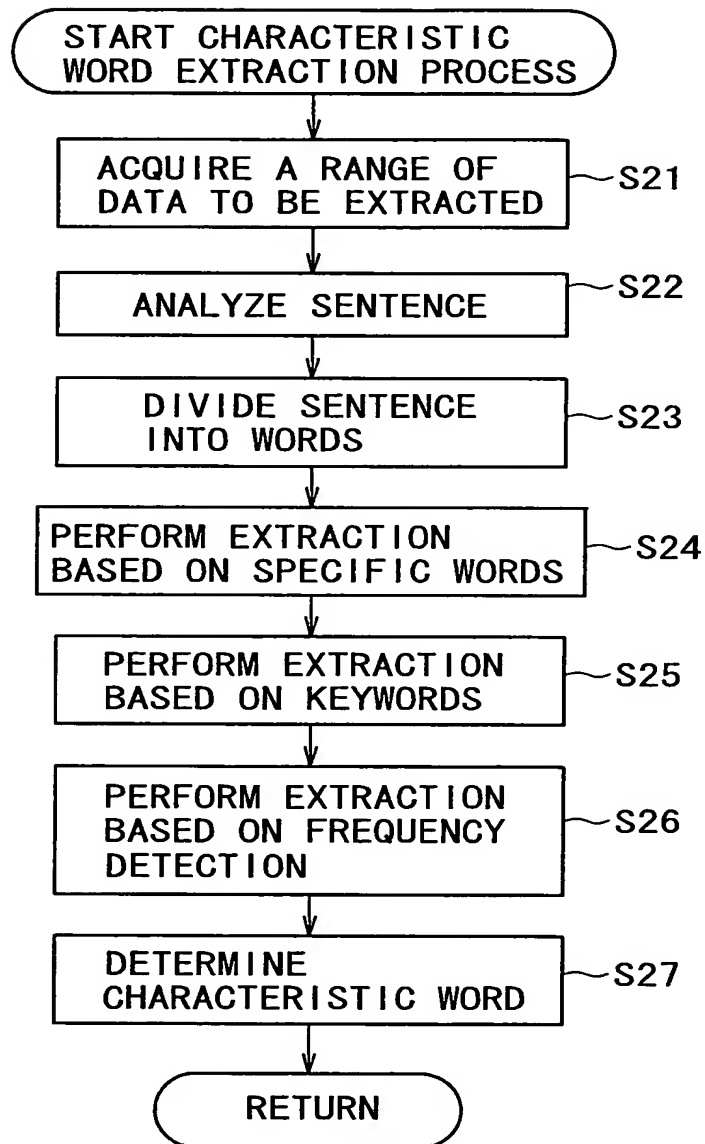 START CHARACTERISTIC
WORD EXTRACTION PROCESS
ACQUIRE A RANGE OF
DATA TO BE EXTRACTED
S21
ANALYZE SENTENCE
S22
DIVIDE SENTENCE
INTO WORDS
S23
PERFORM EXTRACTION
BASED ON SPECIFIC WORDS
S24
PERFORM EXTRACTION
BASED ON KEYWORDS
S25
PERFORM EXTRACTION
BASED ON FREQUENCY
DETECTION
S26
DETERMINE
CHARACTERISTIC WORD
S27
RETURN